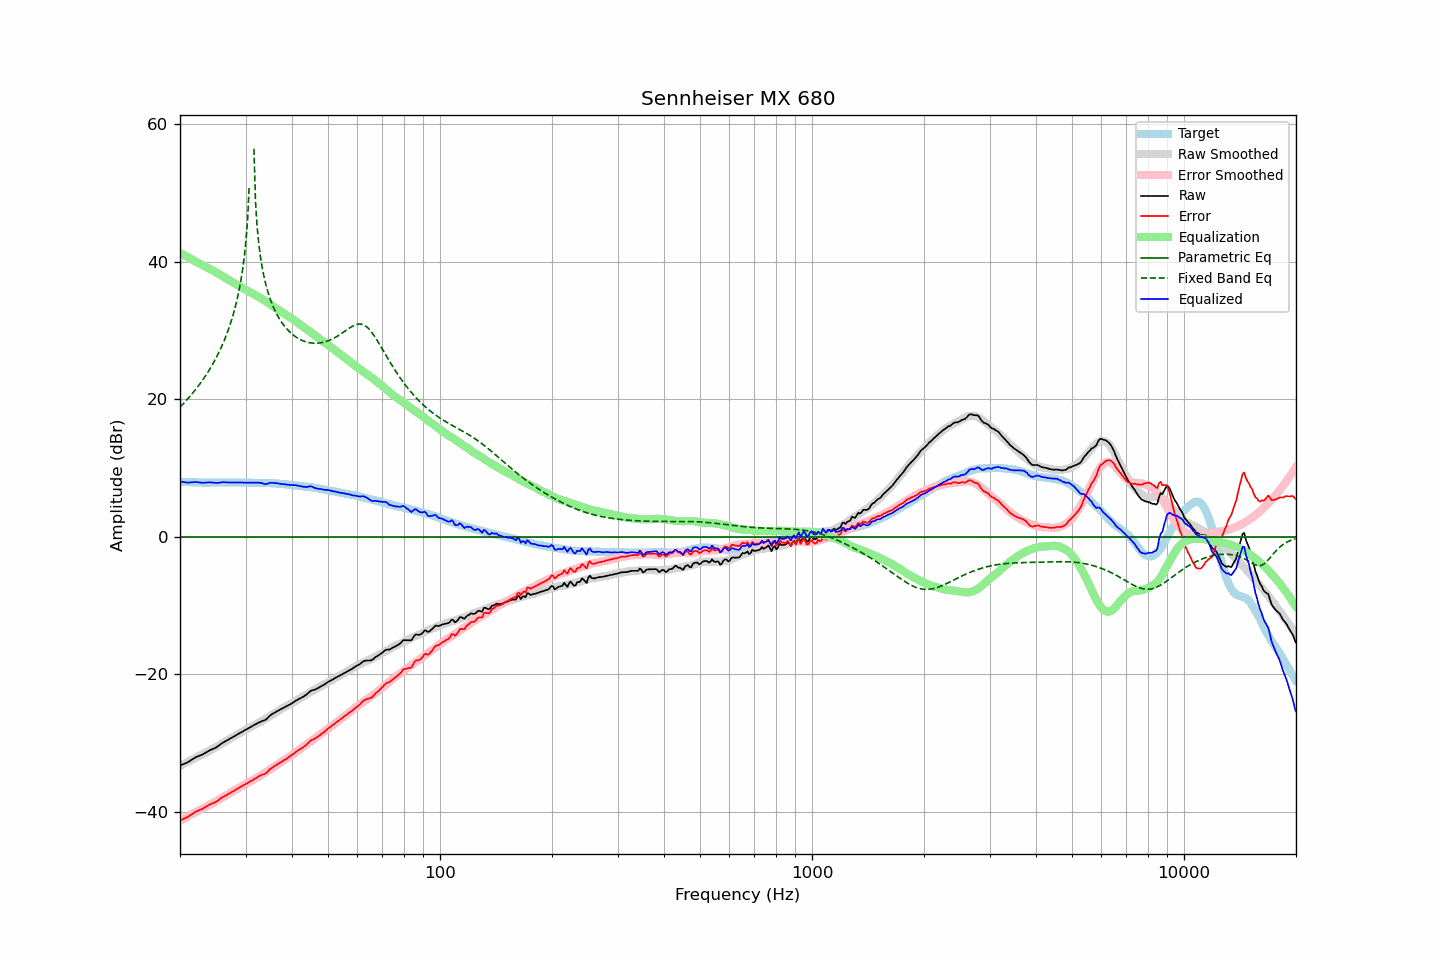 Sennheiser MX 680
60
40
20
0
−20
−40
Amplitude (dBr)
100
1000
10000
Frequency (Hz)
Target
Raw Smoothed
Error Smoothed
Raw
Error
Equalization
Parametric Eq
Fixed Band Eq
Equalized